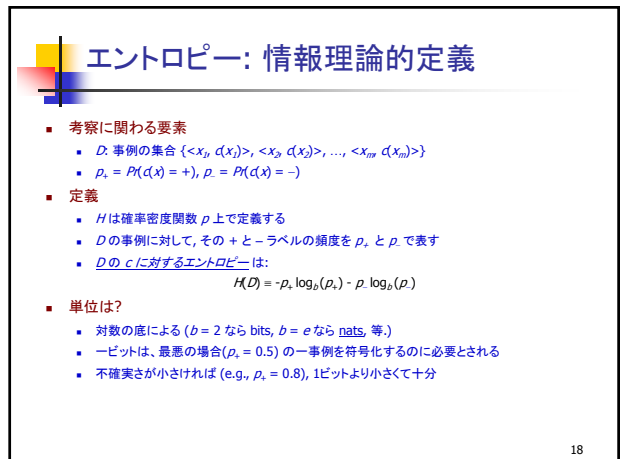 エントロピー: 情報理論的定義
考察に関わる要素
D: 事例の集合 {<x₁, c(x₁)>, <x₂, c(x₂)>, …, <xₘ, c(xₘ)>}
p₊ = Pr(c(x) = +), p₋ = Pr(c(x) = –)
定義
H は確率密度関数 p 上で定義する
D の事例に対して, その + と – ラベルの頻度を p₊ と p₋ で表す
D の c に対するエントロピー は:
H(D) ≡ -p₊ log_b(p₊) - p₋ log_b(p₋)
単位は?
対数の底による (b = 2 なら bits, b = e なら nats, 等.)
一ビットは、最悪の場合(p₊ = 0.5) の一事例を符号化するのに必要とされる
不確実さが小さければ (e.g., p₊ = 0.8), 1ビットより小さくて十分
18